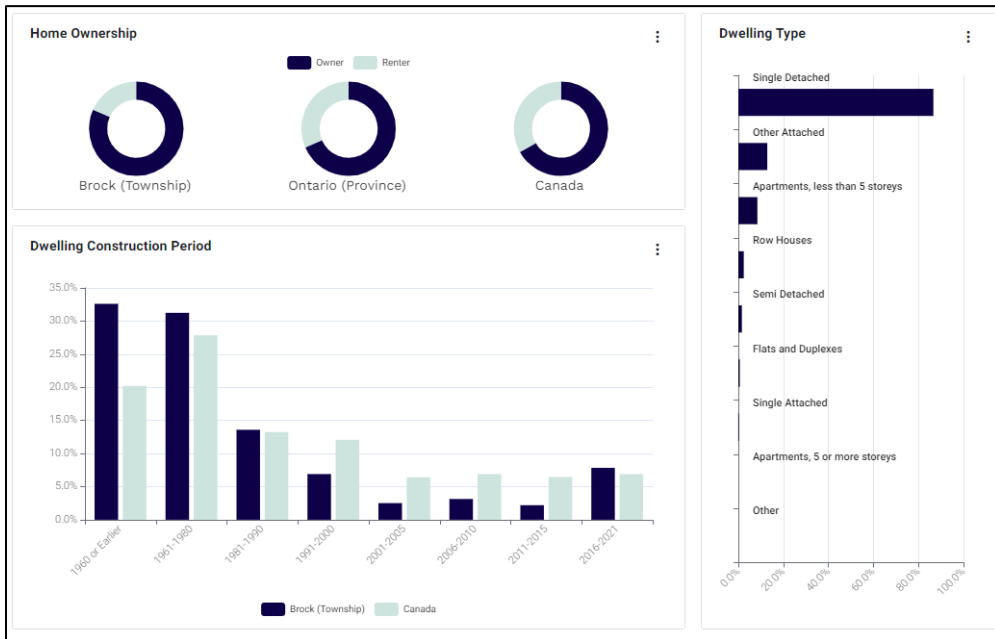 Home Ownership
Owner Renter
Brock (Township) Ontario (Province) Canada
Dwelling Construction Period
35.0%
30.0%
25.0%
20.0%
15.0%
10.0%
5.0%
0.0%
1960 or Earlier 1961-1980 1981-1990 1991-2000 2001-2005 2006-2010 2011-2015 2016-2021
Brock (Township) Canada
Dwelling Type
Single Detached
Other Attached
Apartments, less than 5 storeys
Row Houses
Semi Detached
Flats and Duplexes
Single Attached
Apartments, 5 or more storeys
Other
0.0% 20.0% 40.0% 60.0% 80.0% 100.0%